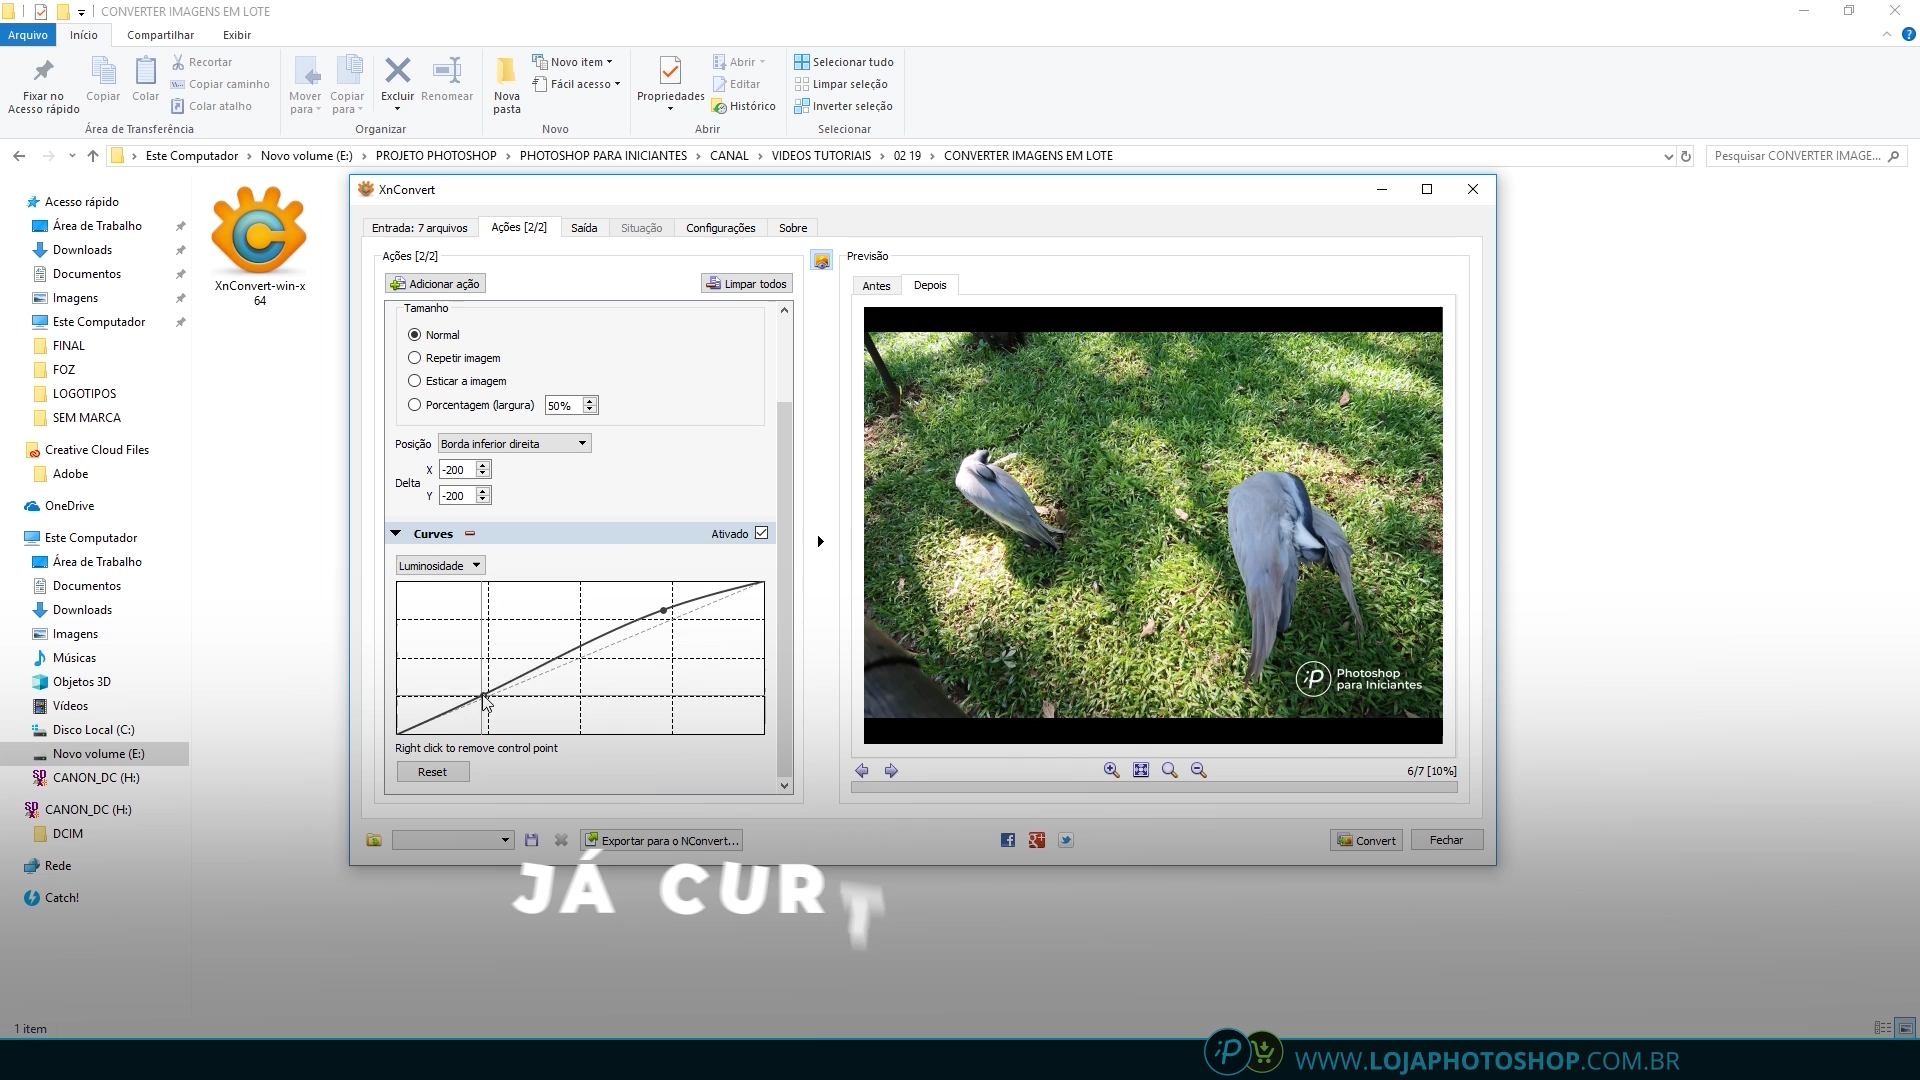 CONVERTER IMAGENS EM LOTE
Arquivo
Início
Compartilhar
Exibir
Fixar no
Acesso rápido
Copiar
Colar
Recortar
Copiar caminho
Colar atalho
Área de Transferência
Mover
para
Copiar
para
Excluir
Renomear
Organizar
Nova
pasta
Novo item
Fácil acesso
Novo
Propriedades
Abrir
Editar
Histórico
Abrir
Selecionar tudo
Limpar seleção
Inverter seleção
Selecionar
Este Computador
Novo volume (E:)
PROJETO PHOTOSHOP
PHOTOSHOP PARA INICIANTES
CANAL
VIDEOS TUTORIAIS
02 19
CONVERTER IMAGENS EM LOTE
Pesquisar CONVERTER IMAGE...
Acesso rápido
Área de Trabalho
Downloads
Documentos
Imagens
Este Computador
FINAL
FOZ
LOGOTIPOS
SEM MARCA
Creative Cloud Files
Adobe
OneDrive
Este Computador
Área de Trabalho
Documentos
Downloads
Imagens
Músicas
Objetos 3D
Vídeos
Disco Local (C:)
Novo volume (E:)
CANON_DC (H:)
CANON_DC (H:)
DCIM
Rede
Catch!
1 item
XnConvert-win-x
64
XnConvert
Entrada: 7 arquivos
Ações [2/2]
Saída
Situação
Configurações
Sobre
Ações [2/2]
Adicionar ação
Limpar todos
Tamanho
Normal
Repetir imagem
Esticar a imagem
Porcentagem (largura)
50%
Posição
Borda inferior direita
Delta
X
-200
Y
-200
Curves
Ativado
Luminosidade
Right click to remove control point
Reset
Previsão
Antes
Depois
iP
Photoshop
para Iniciantes
6/7 [10%]
Exportar para o NConvert...
Convert
Fechar
JÁ CURT
iP
WWW.LOJAPHOTOSHOP.COM.BR